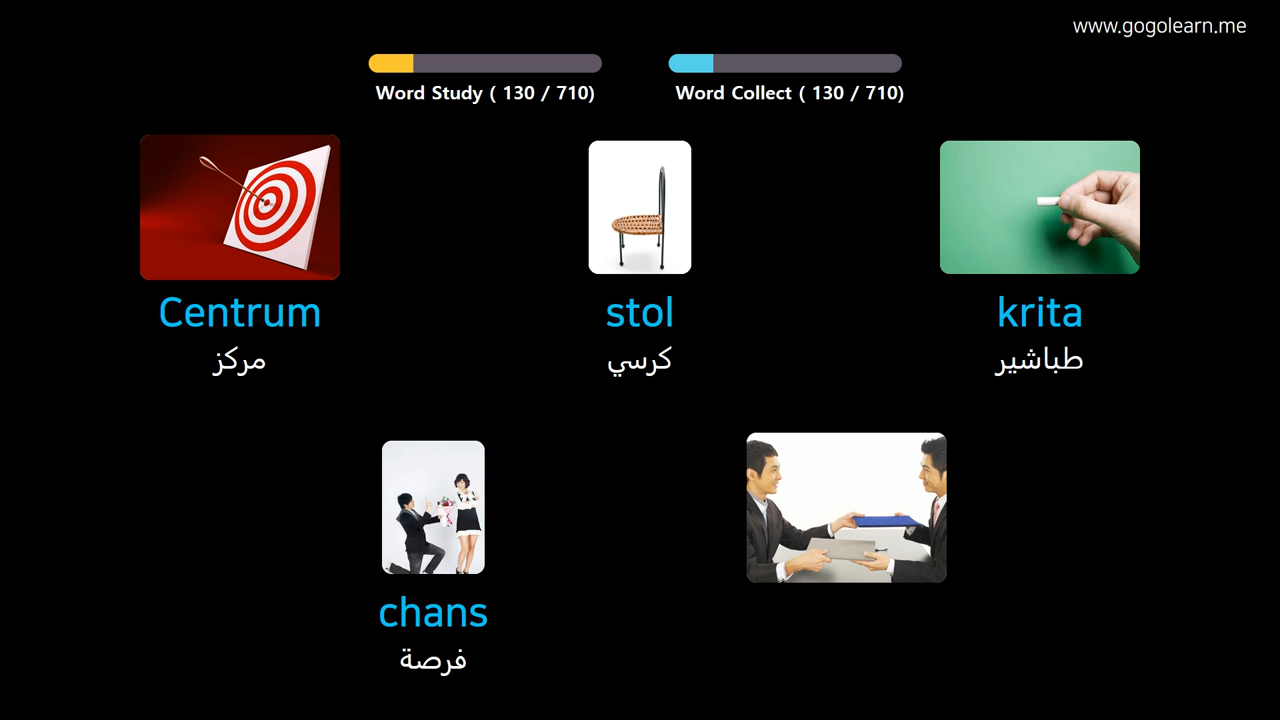 www.gogolearn.me
Word Study ( 130 / 710)
Word Collect ( 130 / 710)
Centrum
مركز
stol
كرسي
krita
طباشير
chans
فرصة